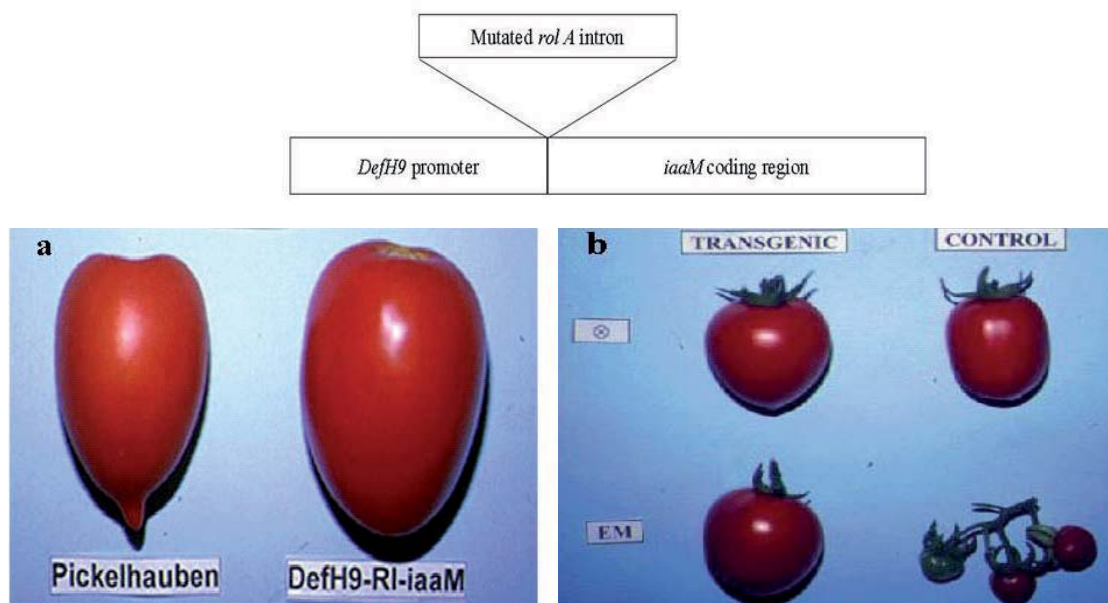 Mutated rol A intron
DefH9 promoter
iaaM coding region
a
Pickelhauben
DefH9-RI-iaaM
b
TRANSGENIC
CONTROL
⊗
EM